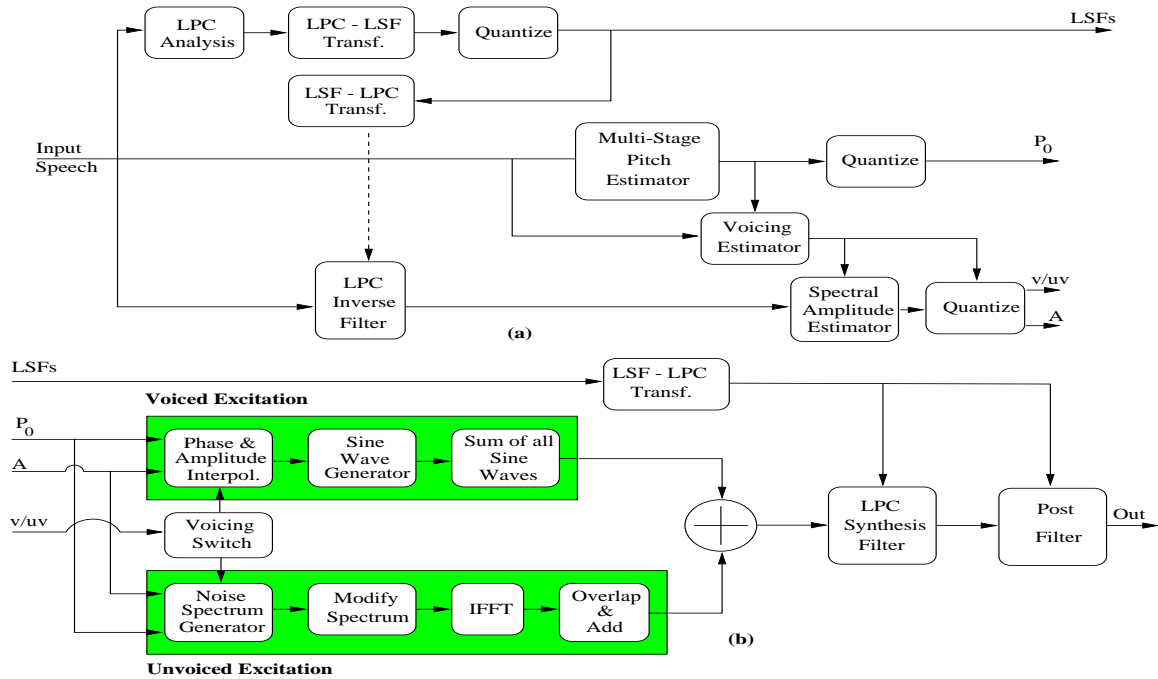 LPC
Analysis
LPC - LSF
Transf.
Quantize
LSFs
LSF - LPC
Transf.
Input
Speech
Multi-Stage
Pitch
Estimator
Quantize
P0
Voicing
Estimator
LPC
Inverse
Filter
Spectral
Amplitude
Estimator
Quantize
v/uv
A
(a)
LSFs
LSF - LPC
Transf.
Voiced Excitation
P0
A
v/uv
Phase &
Amplitude
Interpol.
Sine
Wave
Generator
Sum of all
Sine
Waves
Voicing
Switch
LPC
Synthesis
Filter
Post
Filter
Out
Noise
Spectrum
Generator
Modify
Spectrum
IFFT
Overlap
&
Add
(b)
Unvoiced Excitation